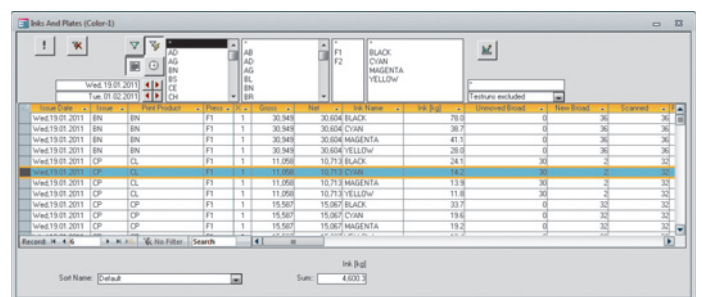 Inks And Plates (Color-1)
! 
* AD AG BN BS CE CH
* AB AD AG BL BN BR
* F1 F2
* BLACK CYAN MAGENTA YELLOW
Wed, 19.01.2011
Tue, 01.02.2011
*
Testruns excluded
Issue Date Issue Print Product Press Gross Net Ink Name Ink [kg] Unmoved Broad. New Broad. Scanned
Wed,19.01.2011 BN BN F1 1 30,949 30,604 BLACK 78.0 0 36 36
Wed,19.01.2011 BN BN F1 1 30,949 30,604 CYAN 38.7 0 36 36
Wed,19.01.2011 BN BN F1 1 30,949 30,604 MAGENTA 41.1 0 36 36
Wed,19.01.2011 BN BN F1 1 30,949 30,604 YELLOW 28.0 0 36 36
Wed,19.01.2011 CP CL F1 1 11,058 10,713 BLACK 24.1 30 2 32
Wed,19.01.2011 CP CL F1 1 11,058 10,713 CYAN 14.2 30 2 32
Wed,19.01.2011 CP CL F1 1 11,058 10,713 MAGENTA 13.9 30 2 32
Wed,19.01.2011 CP CL F1 1 11,058 10,713 YELLOW 11.8 30 2 32
Wed,19.01.2011 CP CP F1 1 15,587 15,067 BLACK 33.7 0 32 32
Wed,19.01.2011 CP CP F1 1 15,587 15,067 CYAN 19.6 0 32 32
Wed,19.01.2011 CP CP F1 1 15,587 15,067 MAGENTA 19.2 0 32 32
Record: 6 No Filter Search
Ink [kg]
Sort Name: Default Sum: 4,600.3